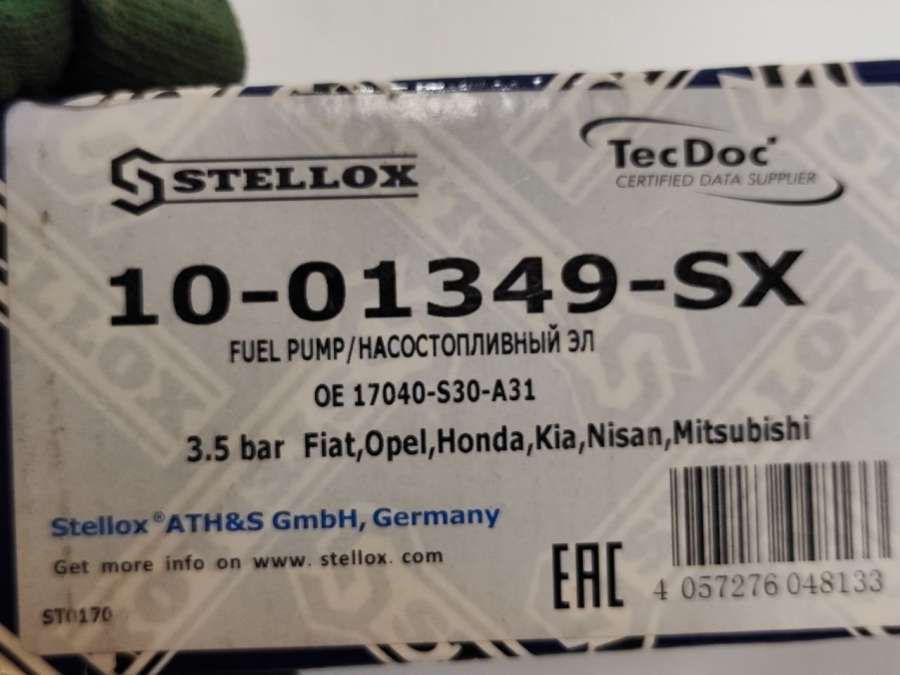 STELLOX
TecDoc
CERTIFIED DATA SUPPLIER
10-01349-SX
FUEL PUMP/НАСОСТОПЛИВНЫЙ ЭЛ
OE 17040-S30-A31
3.5 bar Fiat,Opel,Honda,Kia,Nisan,Mitsubishi
Stellox®ATH&S GmbH, Germany
Get more info on www. stellox. com
EAC
4 057276 048133
ST0170